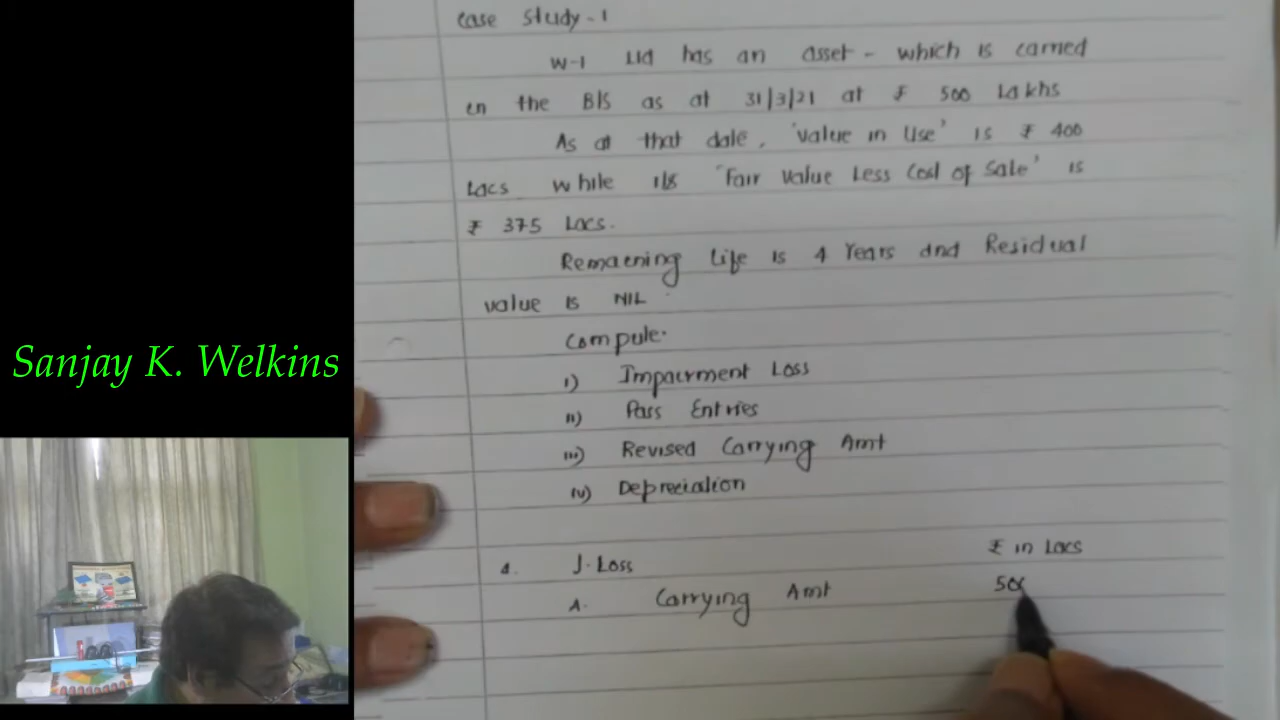 Case Study-1
W-1 Ltd has an asset - which is carried
in the B/S as at 31/3/21 at ₹ 500 Lakhs
As at that date, 'Value in Use' is ₹ 400
Lacs while its 'Fair Value Less Cost of Sale' is
₹ 375 Lacs.
Remaining Life is 4 Years and Residual
value is NIL
Compute.
i) Impairment Loss
ii) Pass Entries
iii) Revised Carrying Amt
iv) Depreciation
Sanjay K. Welkins
1. I. Loss ₹ in Lacs
A. Carrying Amt 500